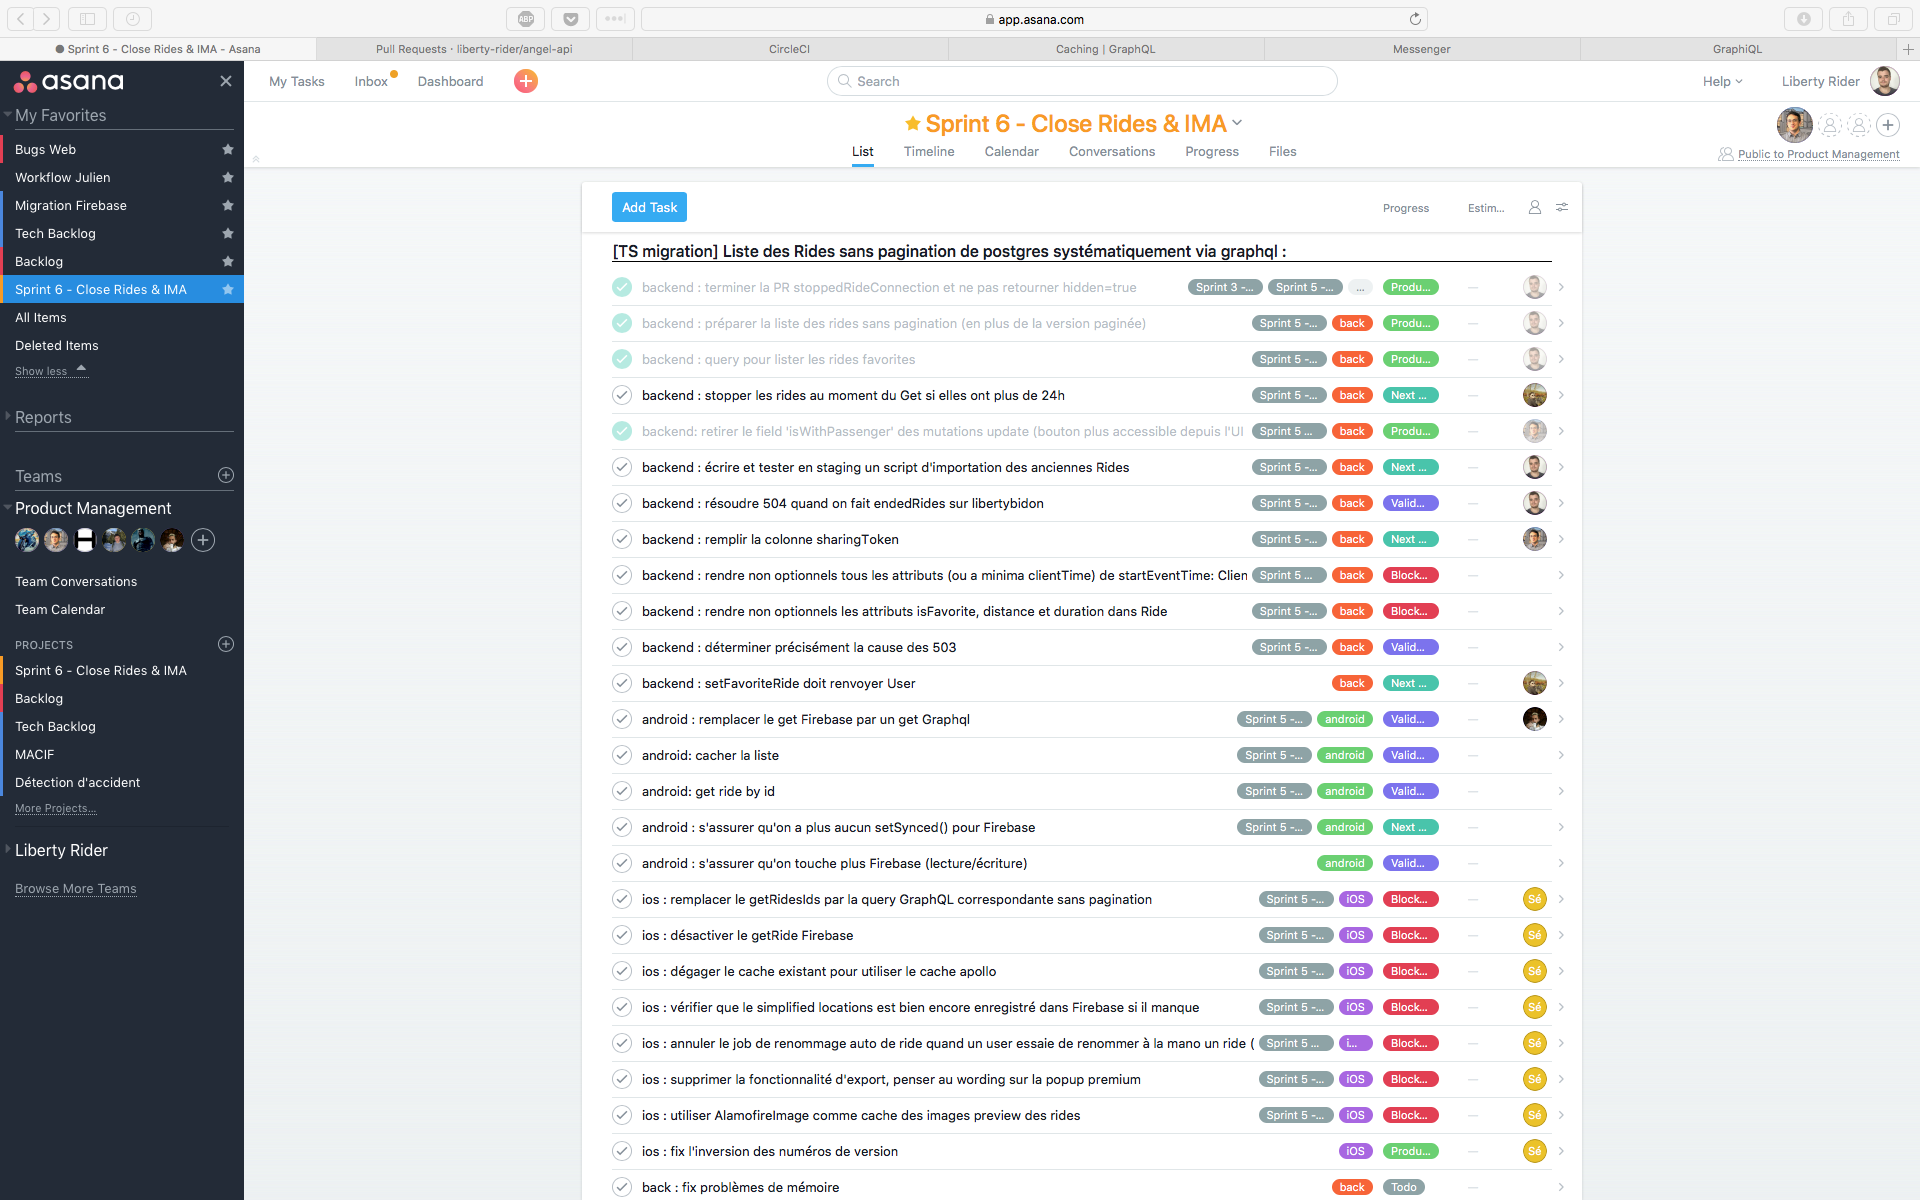 ABP
app.asana.com
Sprint 6 - Close Rides & IMA - Asana
Pull Requests · liberty-rider/angel-api
CircleCI
Caching | GraphQL
Messenger
GraphiQL
asana
My Tasks
Inbox
Dashboard
Search
Help
Liberty Rider
Sprint 6 - Close Rides & IMA
List
Timeline
Calendar
Conversations
Progress
Files
Public to Product Management
My Favorites
Bugs Web
Workflow Julien
Migration Firebase
Tech Backlog
Backlog
Sprint 6 - Close Rides & IMA
All Items
Deleted Items
Show less
Reports
Teams
Product Management
Team Conversations
Team Calendar
PROJECTS
Sprint 6 - Close Rides & IMA
Backlog
Tech Backlog
MACIF
Détection d'accident
More Projects...
Liberty Rider
Browse More Teams
Add Task
Progress
Estim...
[TS migration] Liste des Rides sans pagination de postgres systématiquement via graphql :
backend : terminer la PR stoppedRideConnection et ne pas retourner hidden=true Sprint 3 -... Sprint 5 -... ... Produ...
backend : préparer la liste des rides sans pagination (en plus de la version paginée) Sprint 5 -... back Produ...
backend : query pour lister les rides favorites Sprint 5 -... back Produ...
backend : stopper les rides au moment du Get si elles ont plus de 24h Sprint 5 -... back Next ...
backend: retirer le field 'isWithPassenger' des mutations update (bouton plus accessible depuis l'UI Sprint 5 ... back Produ...
backend : écrire et tester en staging un script d'importation des anciennes Rides Sprint 5 -... back Next ...
backend : résoudre 504 quand on fait endedRides sur libertybidon Sprint 5 -... back Valid...
backend : remplir la colonne sharingToken Sprint 5 -... back Next ...
backend : rendre non optionnels tous les attributs (ou a minima clientTime) de startEventTime: Clien Sprint 5 ... back Block...
backend : rendre non optionnels les attributs isFavorite, distance et duration dans Ride Sprint 5 -... back Block...
backend : déterminer précisément la cause des 503 Sprint 5 -... back Valid...
backend : setFavoriteRide doit renvoyer User back Next ...
android : remplacer le get Firebase par un get Graphql Sprint 5 -... android Valid...
android: cacher la liste Sprint 5 -... android Valid...
android: get ride by id Sprint 5 -... android Valid...
android : s'assurer qu'on a plus aucun setSynced() pour Firebase Sprint 5 -... android Next ...
android : s'assurer qu'on touche plus Firebase (lecture/écriture) android Valid...
ios : remplacer le getRidesIds par la query GraphQL correspondante sans pagination Sprint 5 -... iOS Block... Sé
ios : désactiver le getRide Firebase Sprint 5 -... iOS Block... Sé
ios : dégager le cache existant pour utiliser le cache apollo Sprint 5 -... iOS Block... Sé
ios : vérifier que le simplified locations est bien encore enregistré dans Firebase si il manque Sprint 5 -... iOS Block... Sé
ios : annuler le job de renommage auto de ride quand un user essaie de renommer à la mano un ride ( Sprint 5 ... i... Block... Sé
ios : supprimer la fonctionnalité d'export, penser au wording sur la popup premium Sprint 5 -... iOS Block... Sé
ios : utiliser AlamofireImage comme cache des images preview des rides Sprint 5 -... iOS Block... Sé
ios : fix l'inversion des numéros de version iOS Produ... Sé
back : fix problèmes de mémoire back Todo